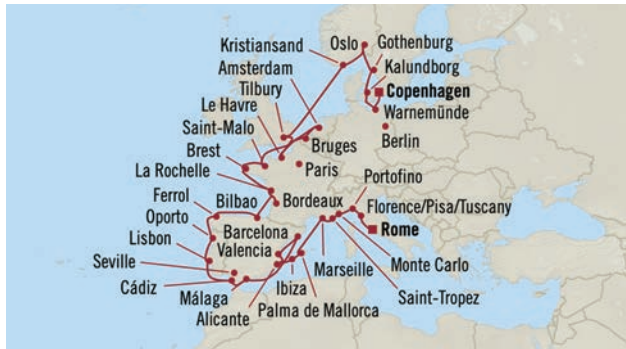 Kristiansand
Oslo
Gothenburg
Amsterdam
Kalundborg
Tilbury
Copenhagen
Le Havre
Warnemünde
Saint-Malo
Bruges
Berlin
Brest
Paris
La Rochelle
Portofino
Ferrol
Bilbao
Bordeaux
Florence/Pisa/Tuscany
Oporto
Barcelona
Rome
Lisbon
Valencia
Seville
Marseille
Monte Carlo
Cádiz
Ibiza
Saint-Tropez
Málaga
Palma de Mallorca
Alicante